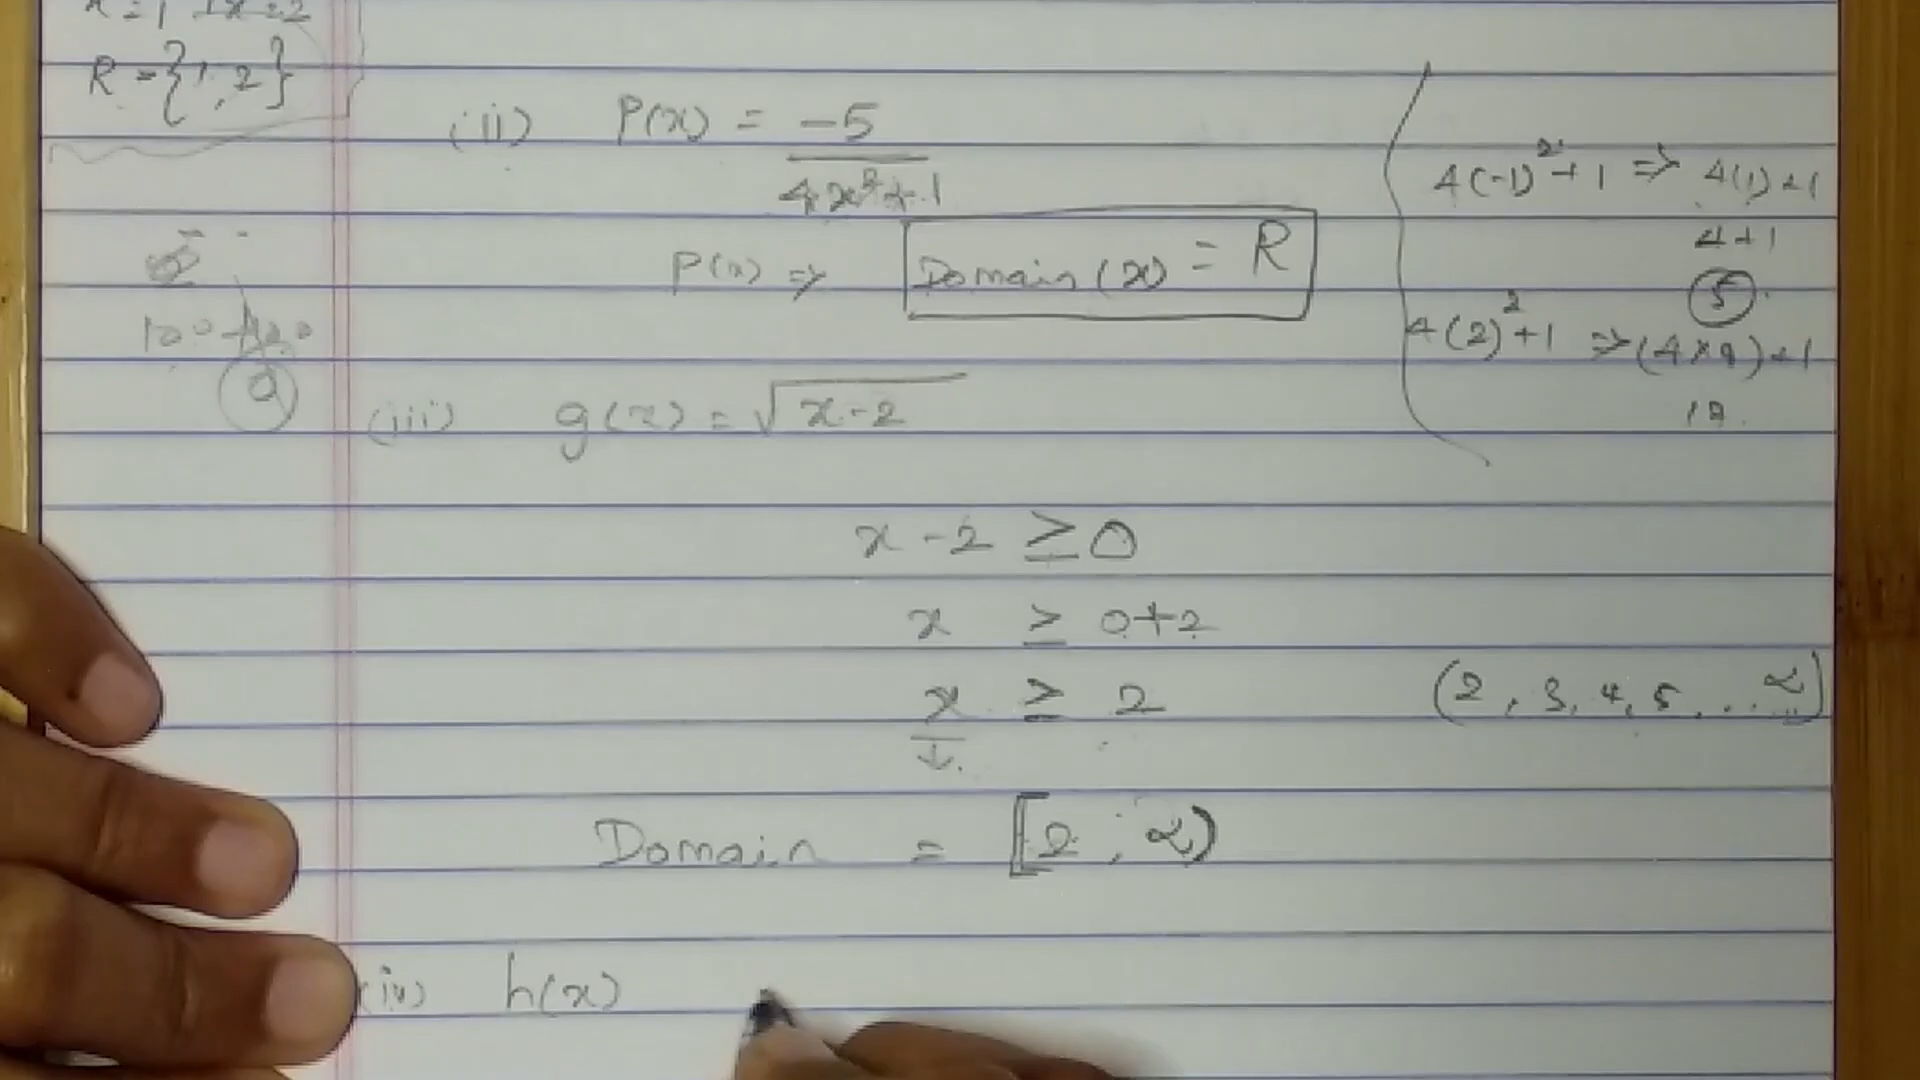 R = {1, 2}
(ii) P(x) = -5
4x²+1
P(x) ⇒ Domain (x) = R
4(-1)²+1 ⇒ 4(1)+1
4+1
5
4(2)²+1 ⇒ (4×4)+1
(iii) g(x) = √x-2
x-2 ≥ 0
x ≥ 0+2
x ≥ 2
(2, 3, 4, 5, ... ∝)
↓
Domain = [2, ∝)
(iv) h(x)